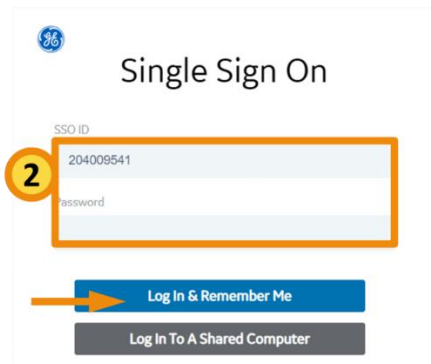 Single Sign On
SSO ID
204009541
2
Password
Log In & Remember Me
Log In To A Shared Computer